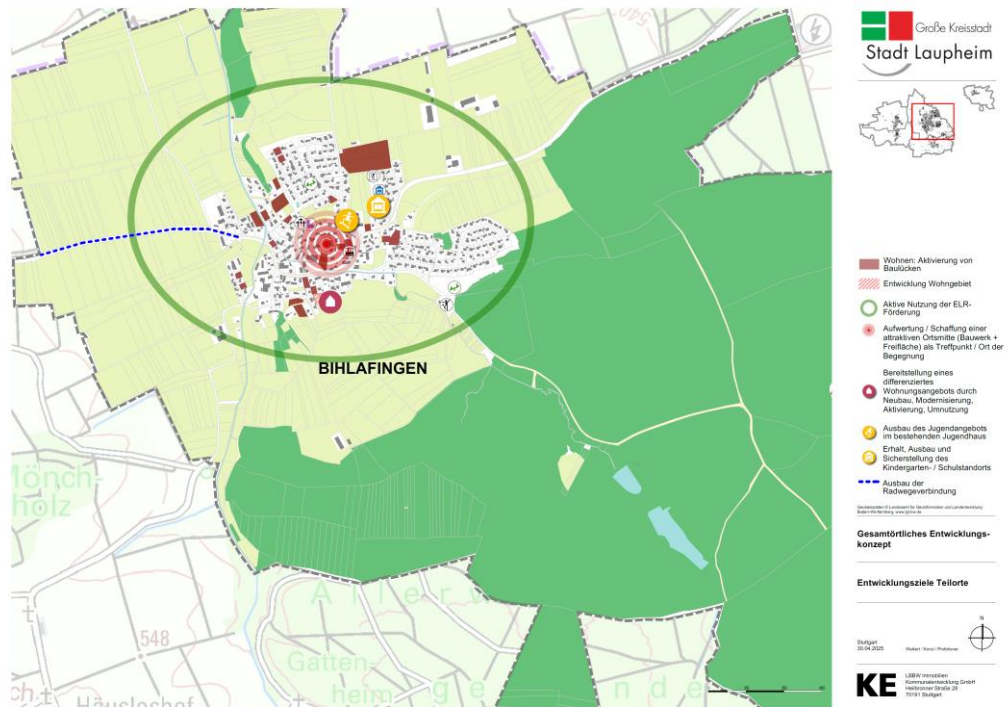 BIHLAFINGEN
Mönch-
holz
548
Häusleshof
Gatten-
heim
Große Kreisstadt
Stadt Laupheim
Wohnen: Aktivierung von
Baulücken
Entwicklung Wohngebiet
Aktive Nutzung der ELR-
Förderung
Aufwertung / Schaffung einer
attraktiven Ortsmitte (Bauwerk +
Freifläche) als Treffpunkt / Ort der
Begegnung
Bereitstellung eines
differenziertes
Wohnungsangebots durch
Neubau, Modernisierung,
Aktivierung, Umnutzung
Ausbau des Jugendangebots
im bestehenden Jugendhaus
Erhalt, Ausbau und
Sicherstellung des
Kindergarten- / Schulstandorts
Ausbau der
Radwegeverbindung
Gesamtörtliches Entwicklungs-
konzept
Entwicklungsziele Teilorte
N
Stuttgart
30.04.2025
KE
LBBW Immobilien
Kommunalentwicklung GmbH
Heilbronner Straße 28
70191 Stuttgart